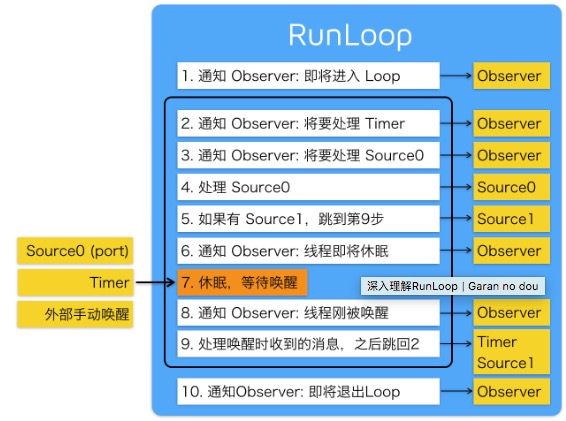 RunLoop
1. 通知 Observer: 即将进入 Loop
Observer
2. 通知 Observer: 将要处理 Timer
Observer
3. 通知 Observer: 将要处理 Source0
Observer
4. 处理 Source0
Source0
5. 如果有 Source1，跳到第9步
Source1
6. 通知 Observer: 线程即将休眠
Observer
Source0 (port)
Timer
外部手动唤醒
7. 休眠，等待唤醒
深入理解RunLoop | Garan no dou
8. 通知 Observer: 线程刚被唤醒
Observer
9. 处理唤醒时收到的消息，之后跳回2
Timer
Source1
10. 通知Observer: 即将退出Loop
Observer